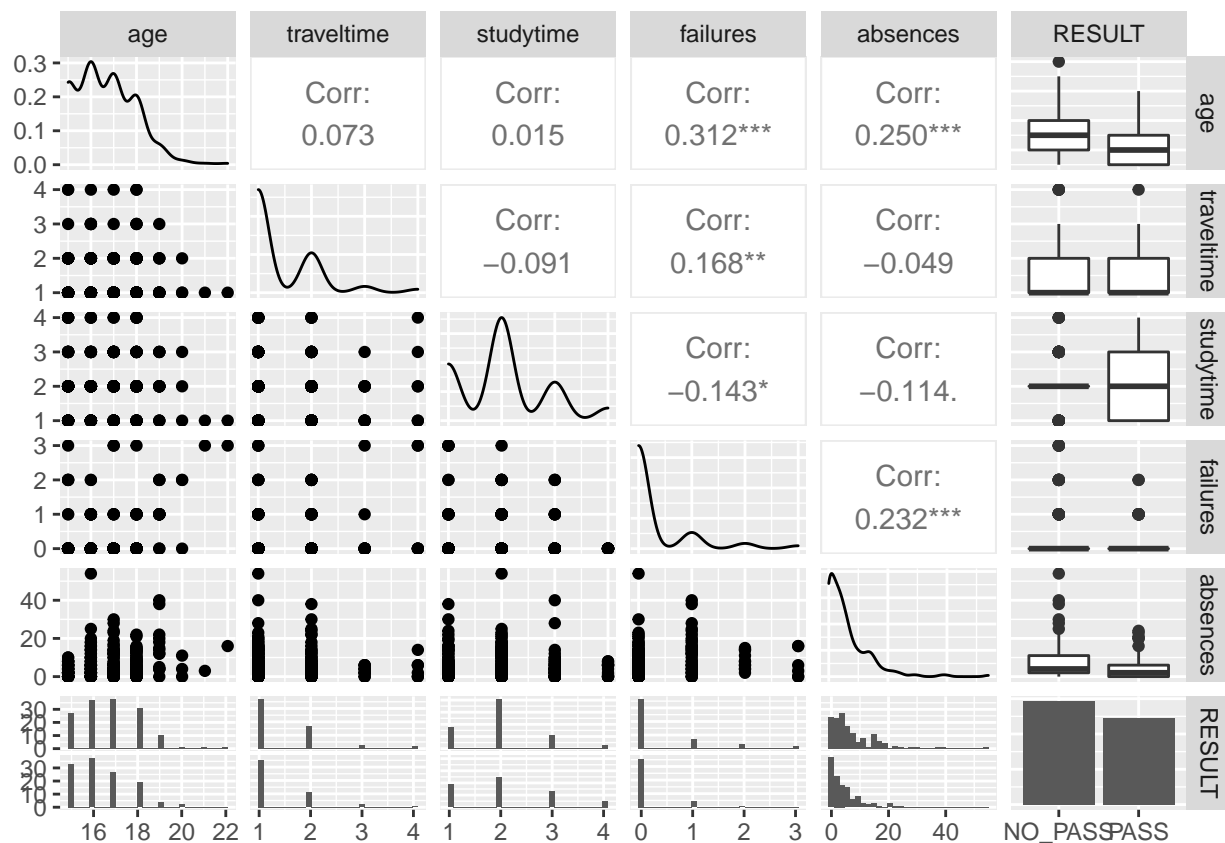 age traveltime studytime failures absences RESULT
0.3
0.2
0.1
0.0
Corr:
0.073
Corr:
0.015
Corr:
0.312***
Corr:
0.250***
age
4
3
2
1
Corr:
−0.091
Corr:
0.168**
Corr:
−0.049
traveltime
4
3
2
1
Corr:
−0.143*
Corr:
−0.114.
studytime
3
2
1
0
Corr:
0.232***
failures
40
20
0
absences
30
20
10
0
30
20
10
0
RESULT
16 18 20 22 1 2 3 4 1 2 3 4 0 1 2 3 0 20 40 NO_PASS PASS